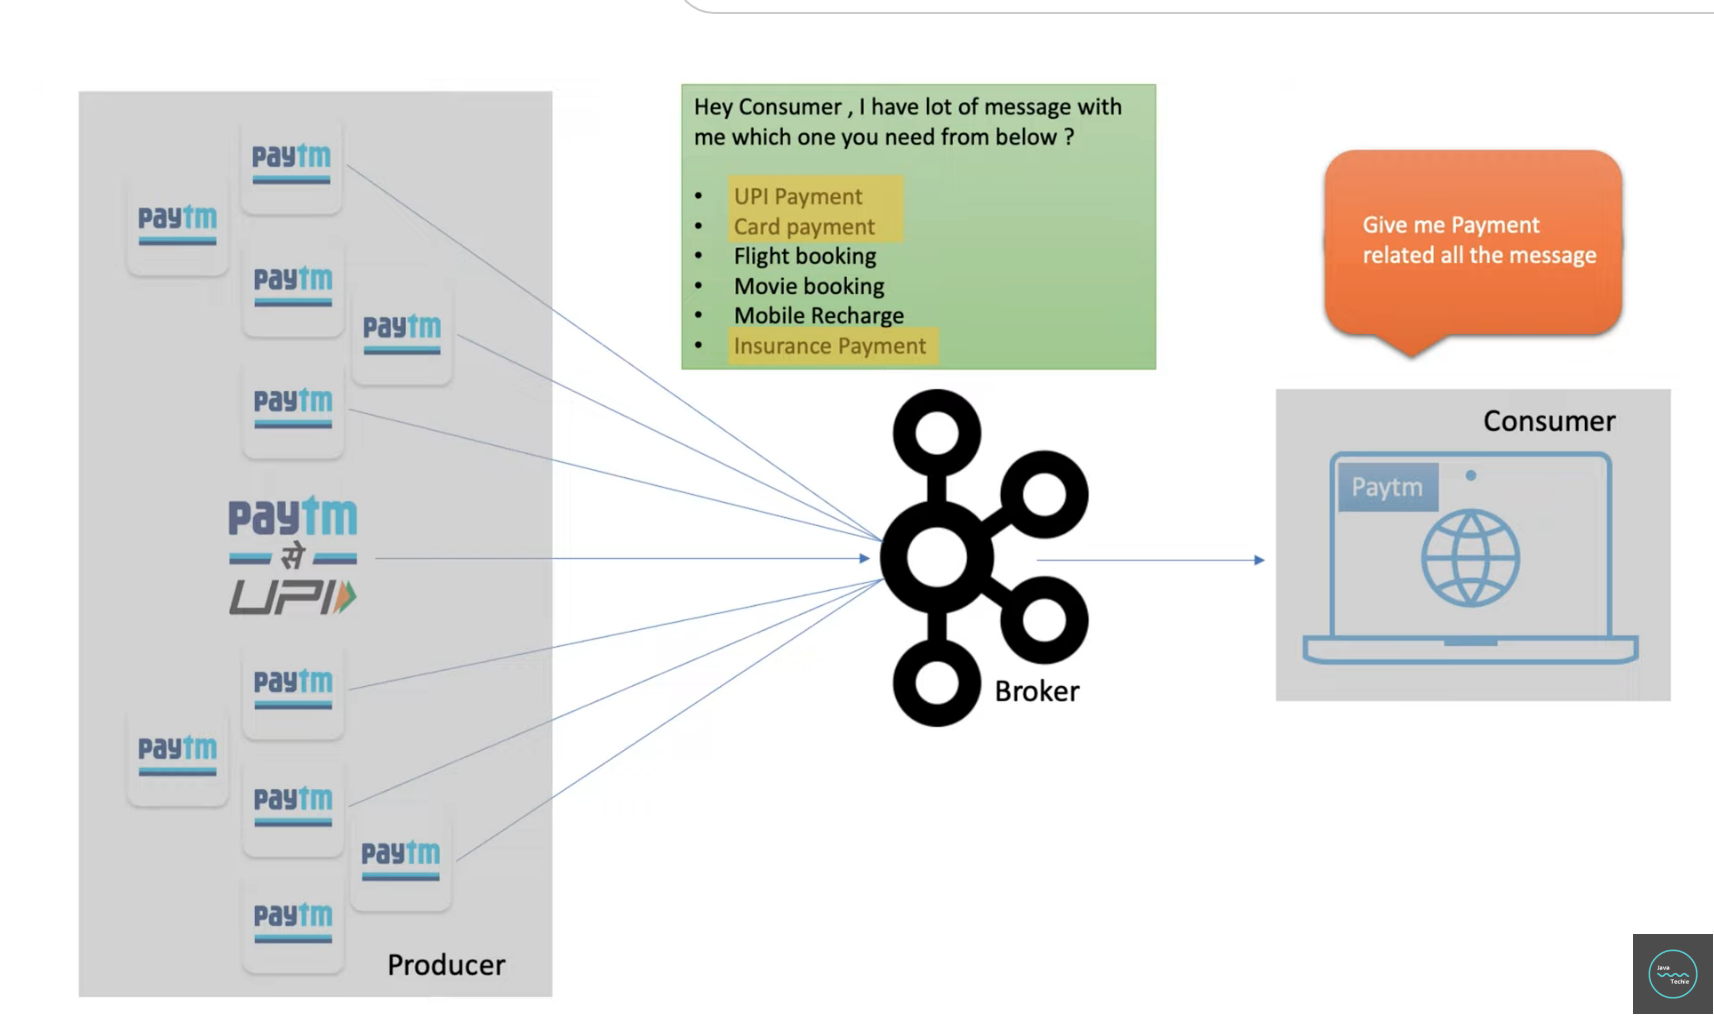 Hey Consumer , I have lot of message with
me which one you need from below ?
• UPI Payment
• Card payment
• Flight booking
• Movie booking
• Mobile Recharge
• Insurance Payment
Give me Payment
related all the message
paytm
paytm
paytm
paytm
paytm
paytm
से
UPI
paytm
paytm
paytm
paytm
paytm
Producer
Broker
Consumer
Paytm
Java
Techie